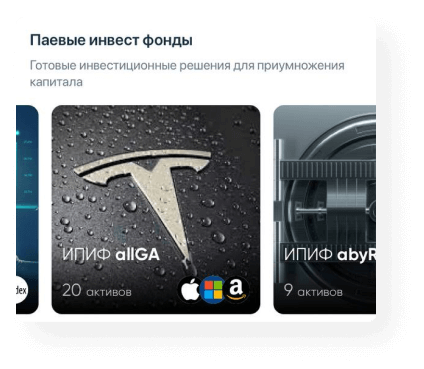 Паевые инвест фонды
Готовые инвестиционные решения для приумножения
капитала
ИПИФ allGA
20 активов
ИПИФ abyR
9 активов
dex